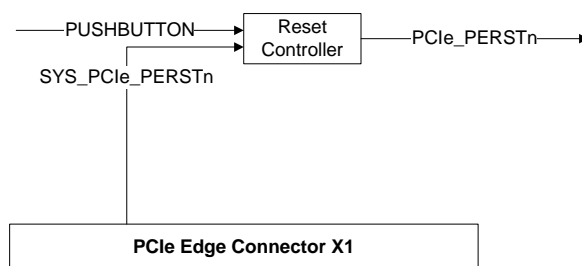 PUSHBUTTON
Reset
Controller
PCIe_PERSTn
SYS_PCIe_PERSTn
PCIe Edge Connector X1